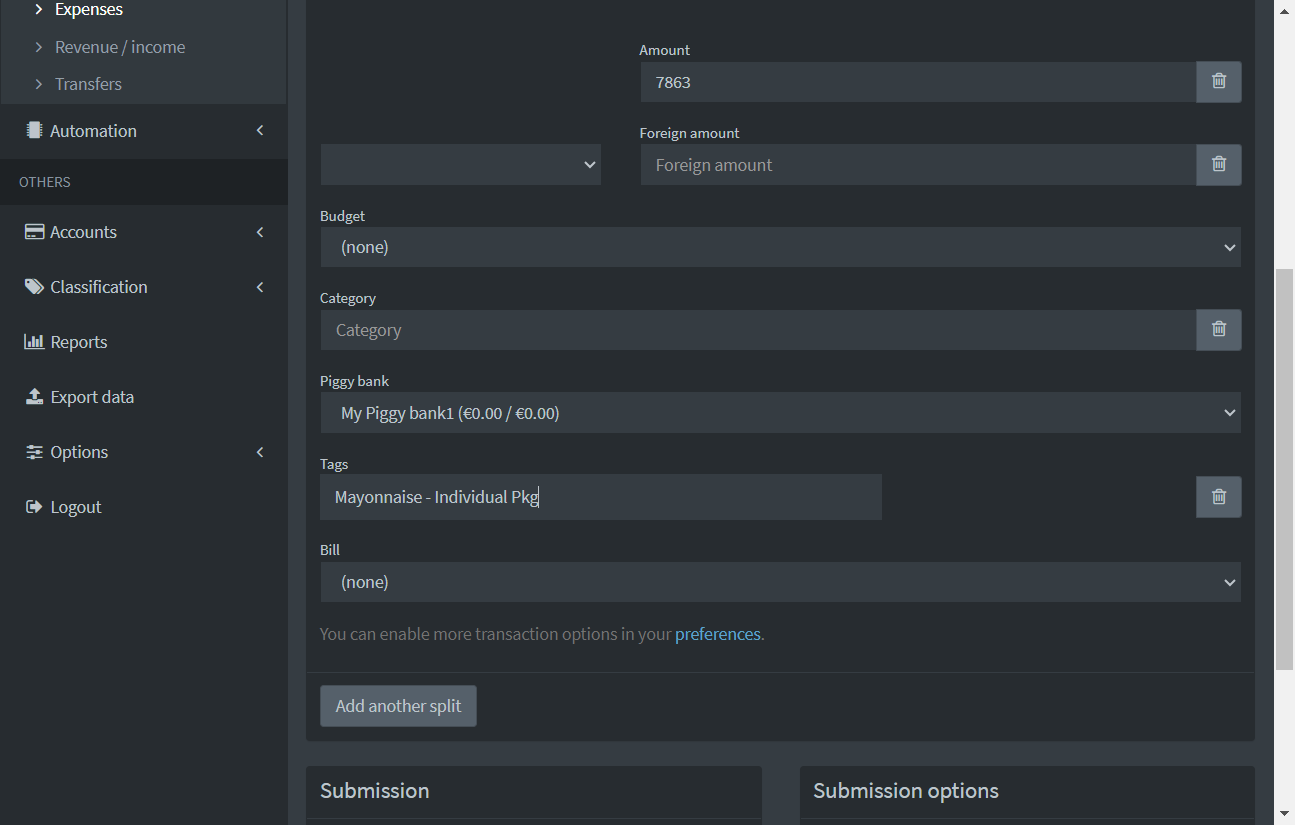 Expenses
Revenue / income
Transfers
Automation
OTHERS
Accounts
Classification
Reports
Export data
Options
Logout
Amount
7863
Foreign amount
Foreign amount
Budget
(none)
Category
Category
Piggy bank
My Piggy bank1 (€0.00 / €0.00)
Tags
Mayonnaise - Individual Pkg
Bill
(none)
You can enable more transaction options in your preferences.
Add another split
Submission
Submission options